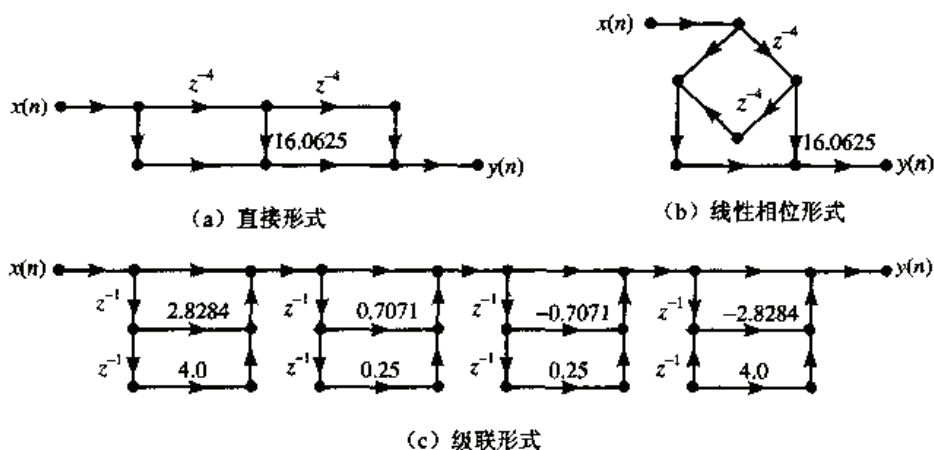 x(n)
z⁻⁴
z⁻⁴
16.0625
y(n)
(a) 直接形式
x(n)
z⁻⁴
z⁻⁴
16.0625
y(n)
(b) 线性相位形式
x(n)
y(n)
z⁻¹
2.8284
z⁻¹
0.7071
z⁻¹
-0.7071
z⁻¹
-2.8284
z⁻¹
4.0
z⁻¹
0.25
z⁻¹
0.25
z⁻¹
4.0
(c) 级联形式